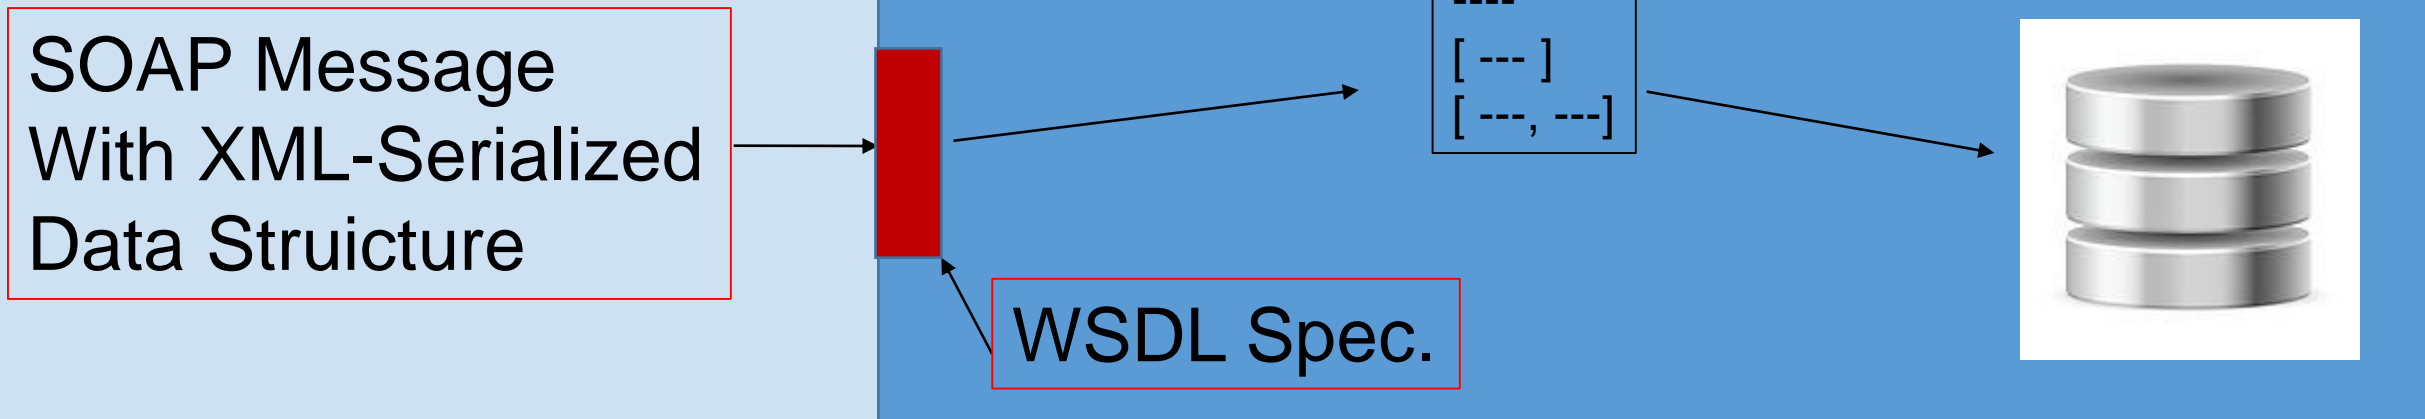 SOAP Message
With XML-Serialized
Data Struicture
----
[ --- ]
[ ---, ---]
WSDL Spec.